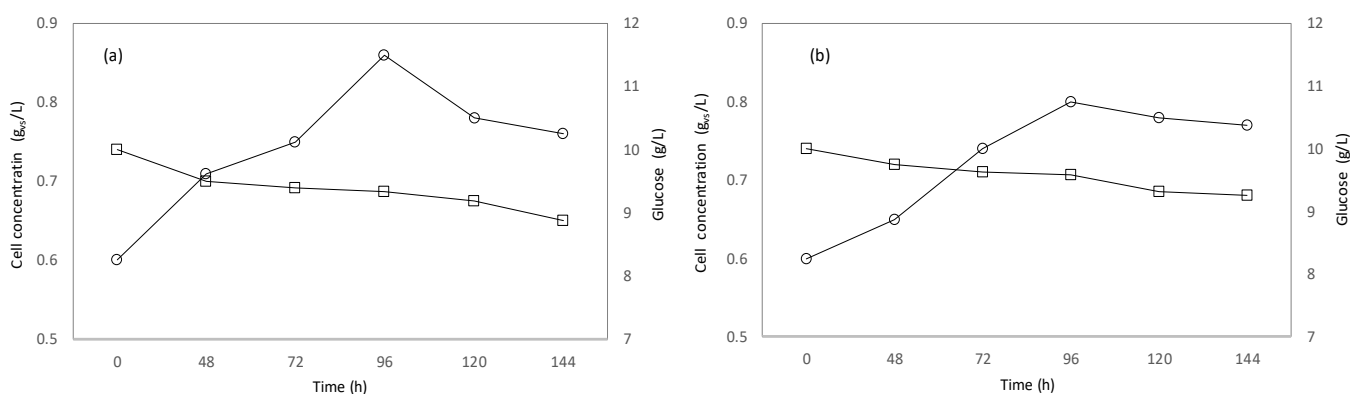 (a)
Cell concentratin (gvs/L)
0.9
0.8
0.7
0.6
0.5
12
11
10
9
8
7
Glucose (g/L)
0 48 72 96 120 144
Time (h)
(b)
Cell concentration (gvs/L)
0.9
0.8
0.7
0.6
0.5
12
11
10
9
8
7
Glucose (g/L)
0 48 72 96 120 144
Time (h)